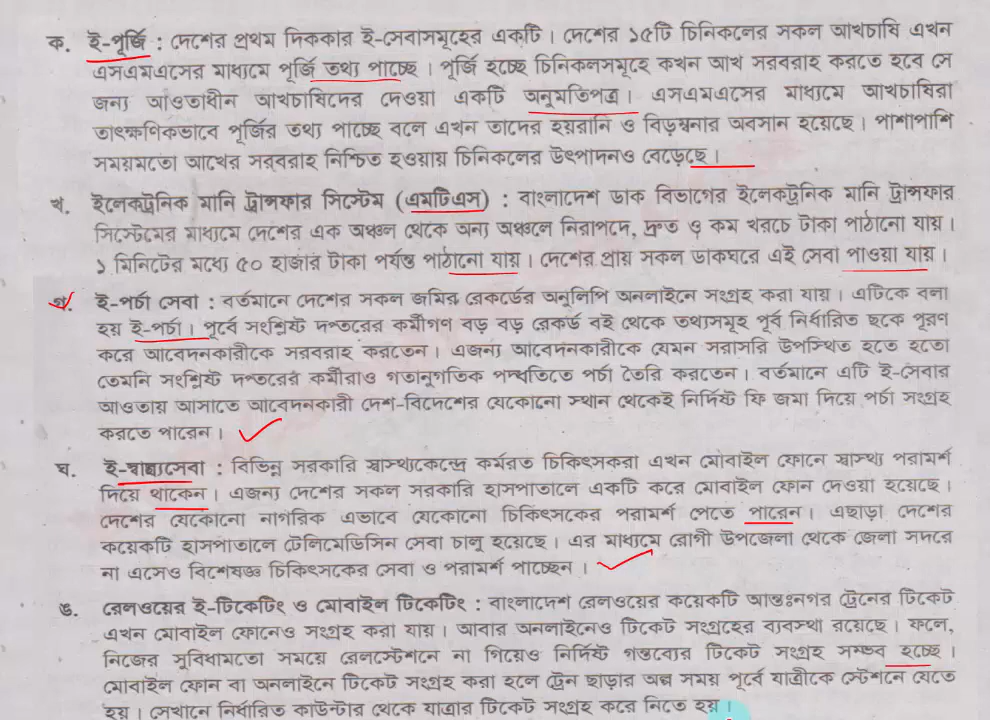 ক. ই-পূর্জি : দেশের প্রথম দিককার ই-সেবাসমূহের একটি। দেশের ১৫টি চিনিকলের সকল আখচাষি এখন
এসএমএসের মাধ্যমে পূর্জি তথ্য পাচ্ছে। পূর্জি হচ্ছে চিনিকলসমূহে কখন আখ সরবরাহ করতে হবে সে
জন্য আওতাধীন আখচাষিদের দেওয়া একটি অনুমতিপত্র। এসএমএসের মাধ্যমে আখচাষিরা
তাৎক্ষণিকভাবে পূর্জির তথ্য পাচ্ছে বলে এখন তাদের হয়রানি ও বিড়ম্বনার অবসান হয়েছে। পাশাপাশি
সময়মতো আখের সরবরাহ নিশ্চিত হওয়ায় চিনিকলের উৎপাদনও বেড়েছে।
খ. ইলেকট্রনিক মানি ট্রান্সফার সিস্টেম (এমটিএস) : বাংলাদেশ ডাক বিভাগের ইলেকট্রনিক মানি ট্রান্সফার
সিস্টেমের মাধ্যমে দেশের এক অঞ্চল থেকে অন্য অঞ্চলে নিরাপদে, দ্রুত ও কম খরচে টাকা পাঠানো যায়।
১ মিনিটের মধ্যে ৫০ হাজার টাকা পর্যন্ত পাঠানো যায়। দেশের প্রায় সকল ডাকঘরে এই সেবা পাওয়া যায়।
গ. ই-পর্চা সেবা : বর্তমানে দেশের সকল জমির রেকর্ডের অনুলিপি অনলাইনে সংগ্রহ করা যায়। এটিকে বলা
হয় ই-পর্চা। পূর্বে সংশ্লিষ্ট দপ্তরের কর্মীগণ বড় বড় রেকর্ড বই থেকে তথ্যসমূহ পূর্ব নির্ধারিত ছকে পূরণ
করে আবেদনকারীকে সরবরাহ করতেন। এজন্য আবেদনকারীকে যেমন সরাসরি উপস্থিত হতে হতো
তেমনি সংশ্লিষ্ট দপ্তরের কর্মীরাও গতানুগতিক পদ্ধতিতে পর্চা তৈরি করতেন। বর্তমানে এটি ই-সেবার
আওতায় আসাতে আবেদনকারী দেশ-বিদেশের যেকোনো স্থান থেকেই নির্দিষ্ট ফি জমা দিয়ে পর্চা সংগ্রহ
করতে পারেন।
ঘ. ই-স্বাস্থ্যসেবা : বিভিন্ন সরকারি স্বাস্থ্যকেন্দ্রে কর্মরত চিকিৎসকরা এখন মোবাইল ফোনে স্বাস্থ্য পরামর্শ
দিয়ে থাকেন। এজন্য দেশের সকল সরকারি হাসপাতালে একটি করে মোবাইল ফোন দেওয়া হয়েছে।
দেশের যেকোনো নাগরিক এভাবে যেকোনো চিকিৎসকের পরামর্শ পেতে পারেন। এছাড়া দেশের
কয়েকটি হাসপাতালে টেলিমেডিসিন সেবা চালু হয়েছে। এর মাধ্যমে রোগী উপজেলা থেকে জেলা সদরে
না এসেও বিশেষজ্ঞ চিকিৎসকের সেবা ও পরামর্শ পাচ্ছেন।
ঙ. রেলওয়ের ই-টিকেটিং ও মোবাইল টিকেটিং : বাংলাদেশ রেলওয়ের কয়েকটি আন্তঃনগর ট্রেনের টিকেট
এখন মোবাইল ফোনেও সংগ্রহ করা যায়। আবার অনলাইনেও টিকেট সংগ্রহের ব্যবস্থা রয়েছে। ফলে,
নিজের সুবিধামতো সময়ে রেলস্টেশনে না গিয়েও নির্দিষ্ট গন্তব্যের টিকেট সংগ্রহ সম্ভব হচ্ছে।
মোবাইল ফোন বা অনলাইনে টিকেট সংগ্রহ করা হলে ট্রেন ছাড়ার অল্প সময় পূর্বে যাত্রীকে স্টেশনে যেতে
হয়। সেখানে নির্ধারিত কাউন্টার থেকে যাত্রার টিকেট সংগ্রহ করে নিতে হয়।